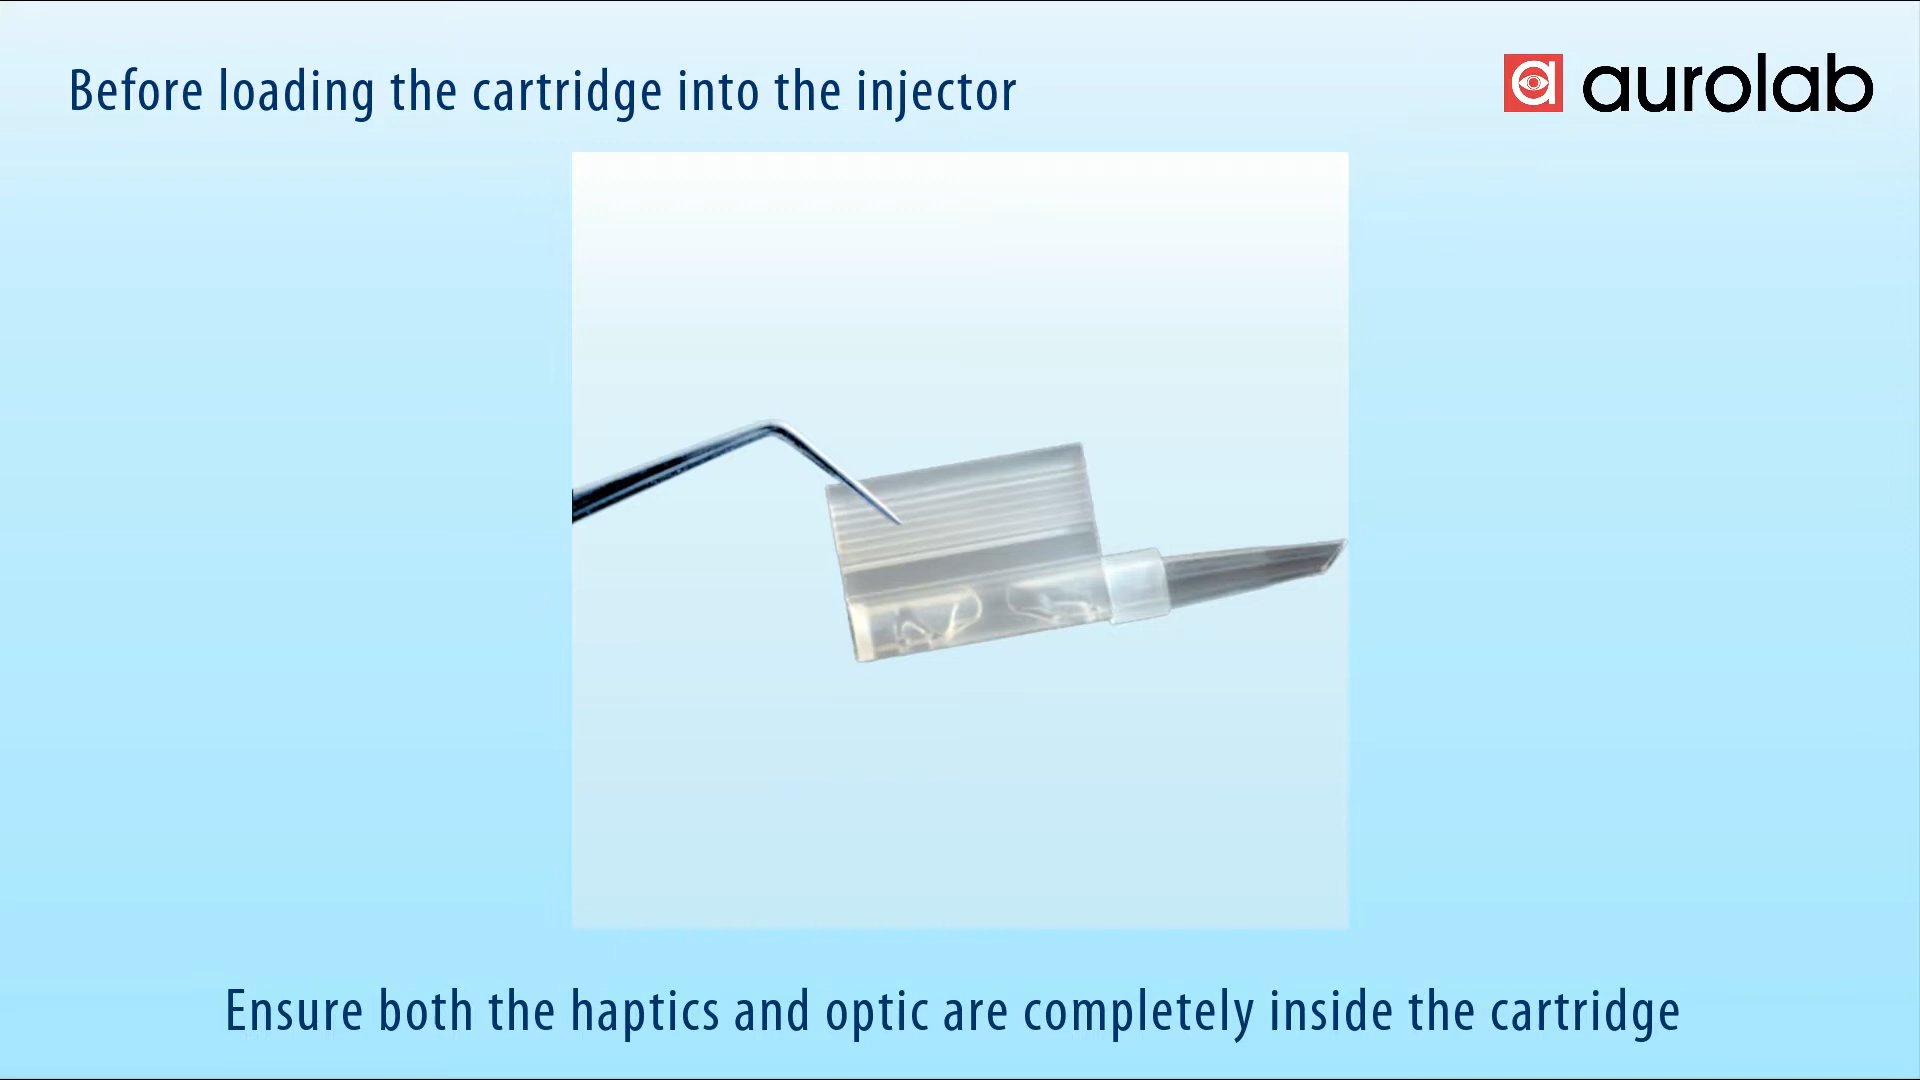 Before loading the cartridge into the injector
aurolab
Ensure both the haptics and optic are completely inside the cartridge